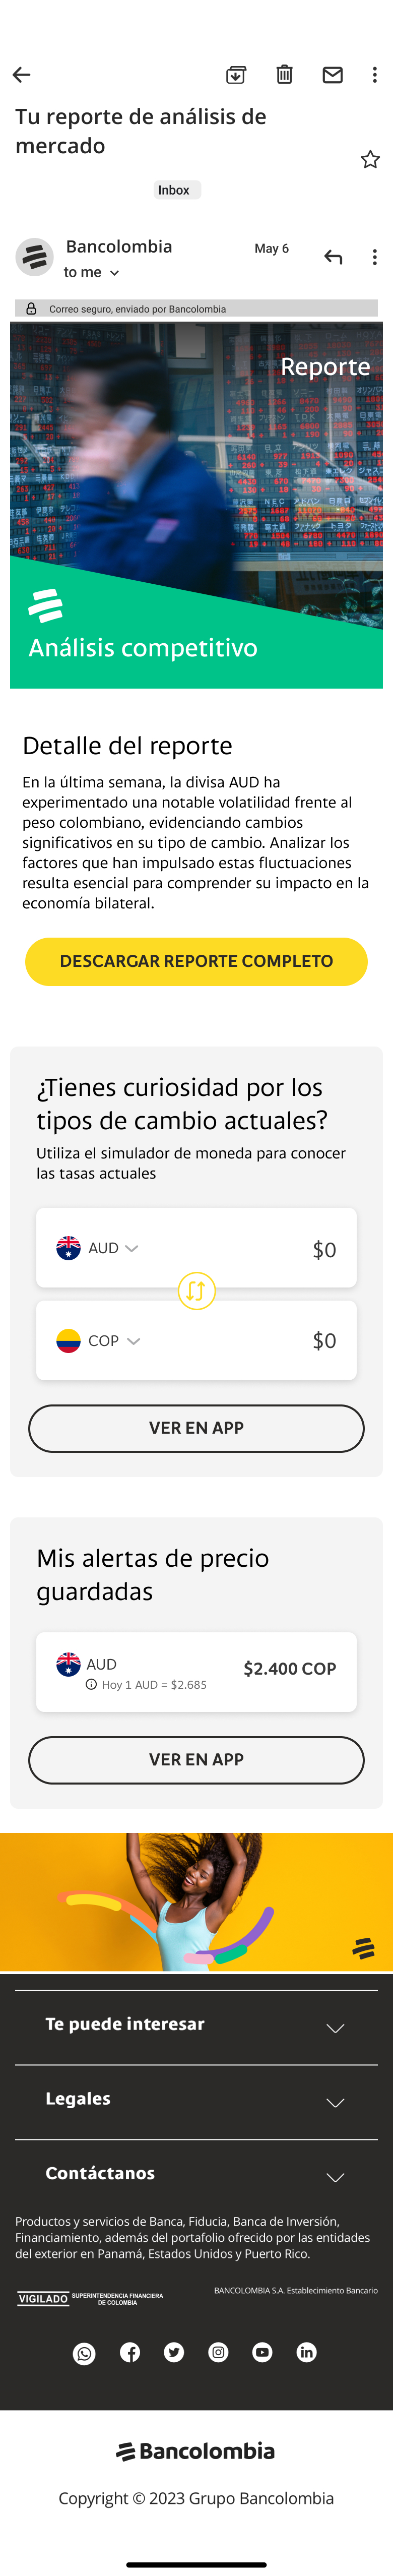 Tu reporte de análisis de
mercado
Inbox
Bancolombia
May 6
to me
Correo seguro, enviado por Bancolombia
Reporte
Análisis competitivo
Detalle del reporte
En la última semana, la divisa AUD ha
experimentado una notable volatilidad frente al
peso colombiano, evidenciando cambios
significativos en su tipo de cambio. Analizar los
factores que han impulsado estas fluctuaciones
resulta esencial para comprender su impacto en la
economía bilateral.
DESCARGAR REPORTE COMPLETO
¿Tienes curiosidad por los
tipos de cambio actuales?
Utiliza el simulador de moneda para conocer
las tasas actuales
AUD
$0
COP
$0
VER EN APP
Mis alertas de precio
guardadas
AUD
$2.400 COP
Hoy 1 AUD = $2.685
VER EN APP
Te puede interesar
Legales
Contáctanos
Productos y servicios de Banca, Fiducia, Banca de Inversión,
Financiamiento, además del portafolio ofrecido por las entidades
del exterior en Panamá, Estados Unidos y Puerto Rico.
VIGILADO SUPERINTENDENCIA FINANCIERA
DE COLOMBIA
BANCOLOMBIA S.A. Establecimiento Bancario
Bancolombia
Copyright © 2023 Grupo Bancolombia